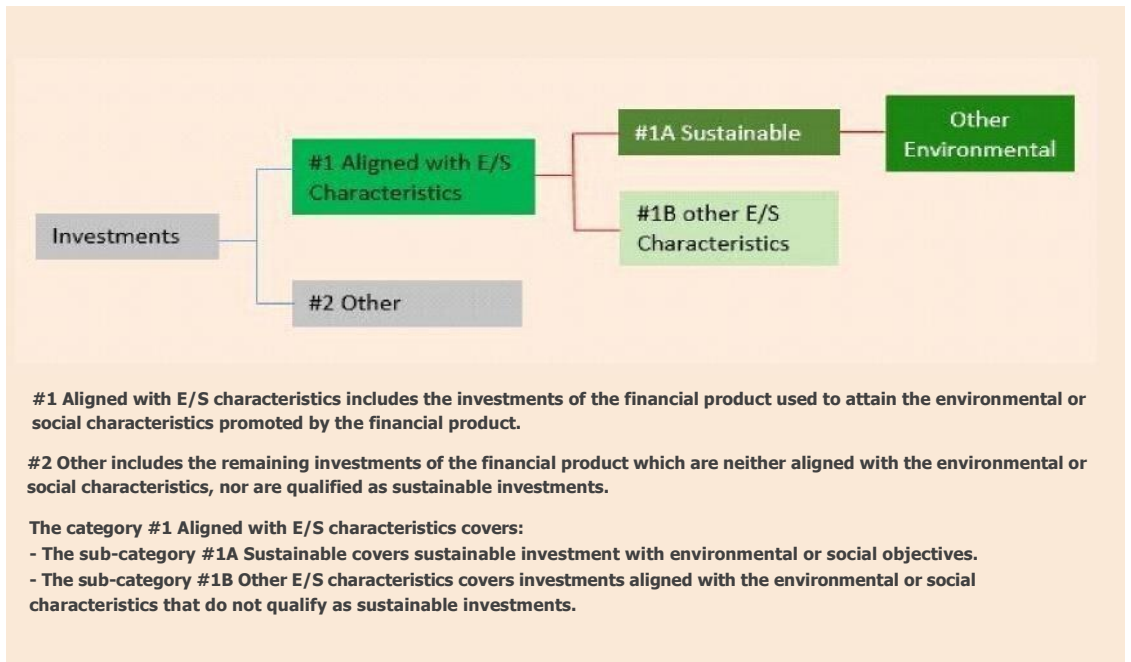 Other
Environmental
#1A Sustainable
#1 Aligned with E/S
Characteristics
#1B other E/S
Characteristics
Investments
#2 Other
#1 Aligned with E/S characteristics includes the investments of the financial product used to attain the environmental or
social characteristics promoted by the financial product.
#2 Other includes the remaining investments of the financial product which are neither aligned with the environmental or
social characteristics, nor are qualified as sustainable investments.
The category #1 Aligned with E/S characteristics covers:
- The sub-category #1A Sustainable covers sustainable investment with environmental or social objectives.
- The sub-category #1B Other E/S characteristics covers investments aligned with the environmental or social
characteristics that do not qualify as sustainable investments.